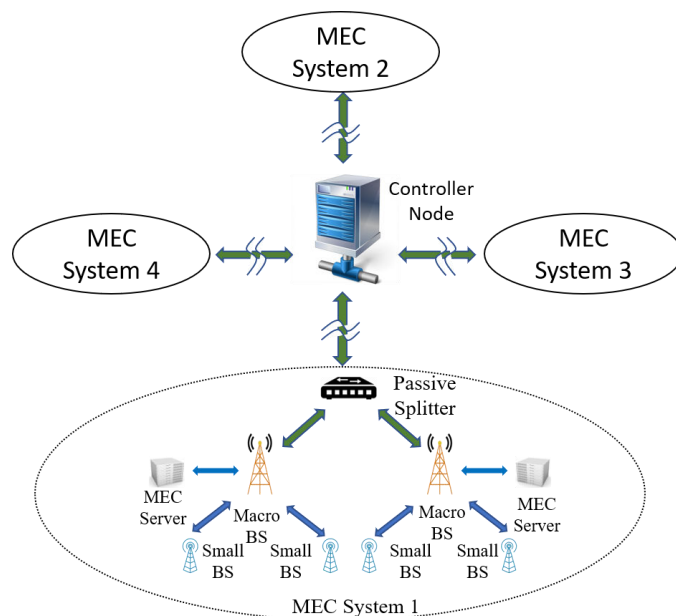 MEC
System 2
Controller
Node
MEC
System 4
MEC
System 3
Passive
Splitter
MEC
Server
Macro
BS
Macro
BS
MEC
Server
Small
BS
Small
BS
Small
BS
Small
BS
MEC System 1